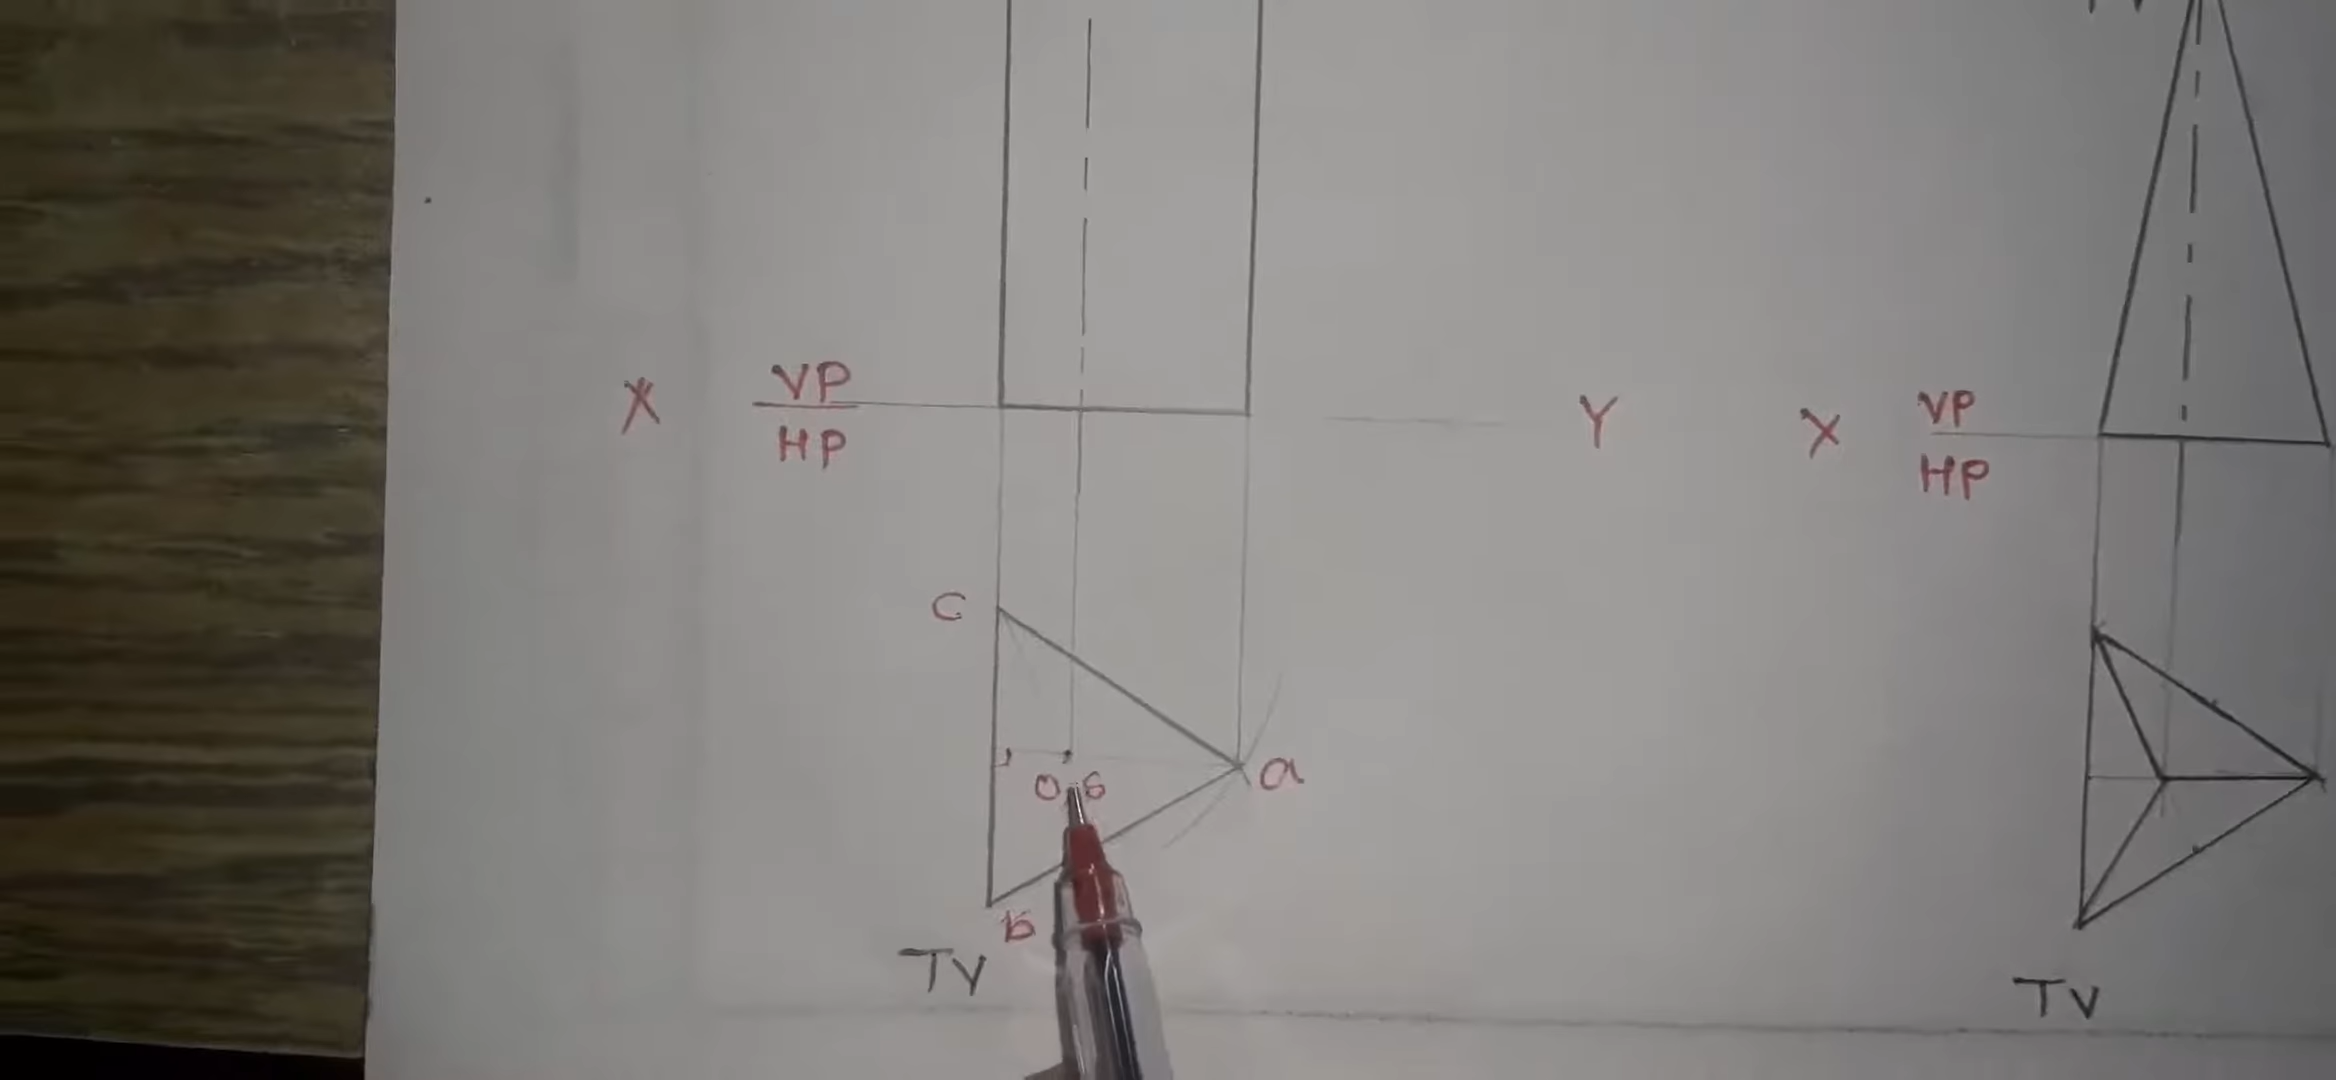 X VP Y X VP
HP HP
c
o,s a
b
TV TV